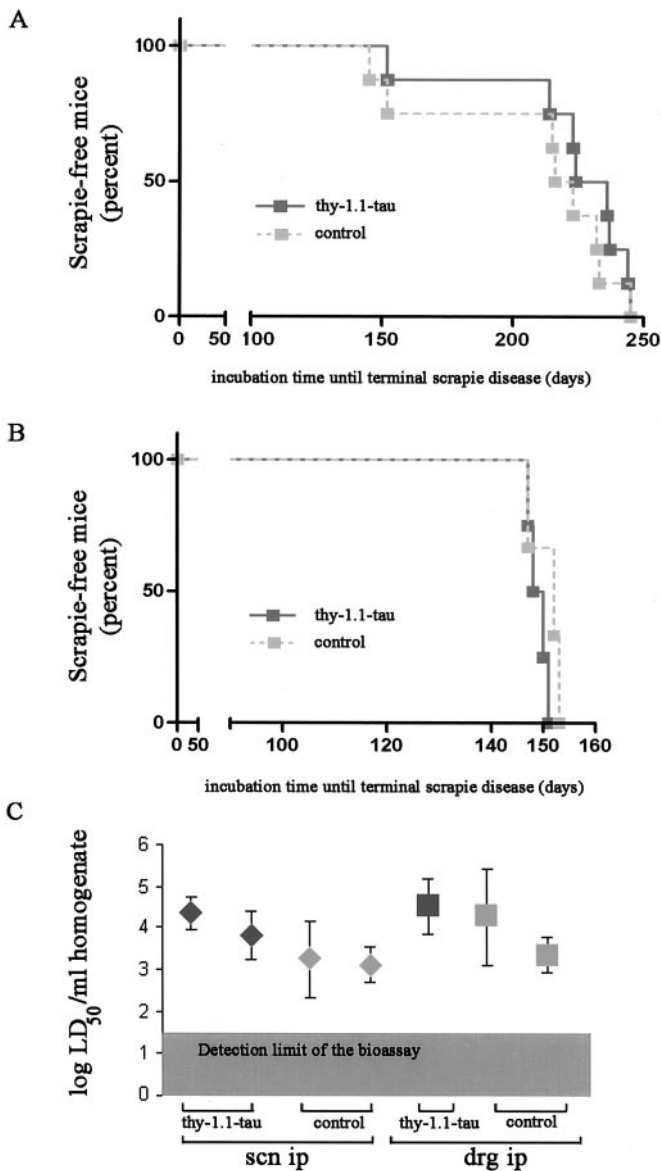 A
Scrapie-free mice
(percent)
100
50
0
thy-1.1-tau
control
0 50 100 150 200 250
incubation time until terminal scrapie disease (days)
B
Scrapie-free mice
(percent)
100
50
0
thy-1.1-tau
control
0 50 100 120 140 150 160
incubation time until terminal scrapie disease (days)
C
log LD50/ml homogenate
6
5
4
3
2
1
0
Detection limit of the bioassay
thy-1.1-tau control thy-1.1-tau control
scn ip drg ip